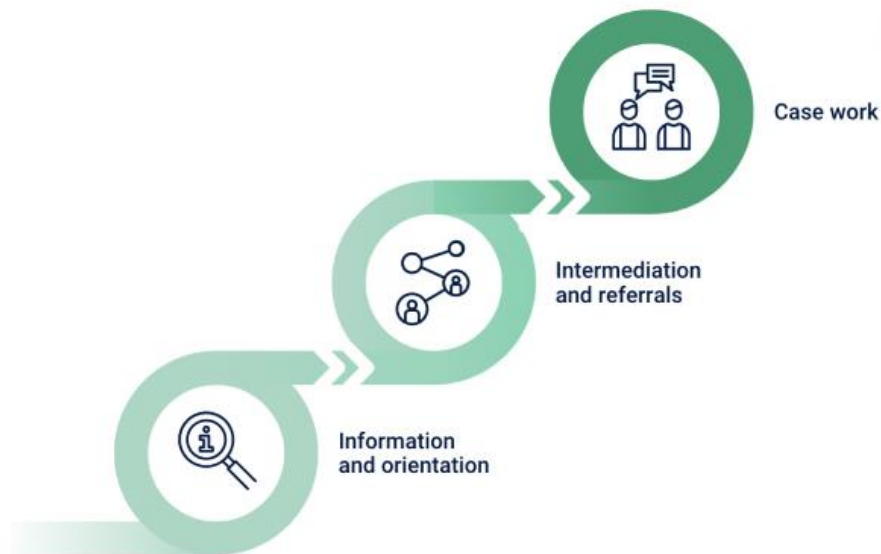 Case work
Intermediation
and referrals
Information
and orientation